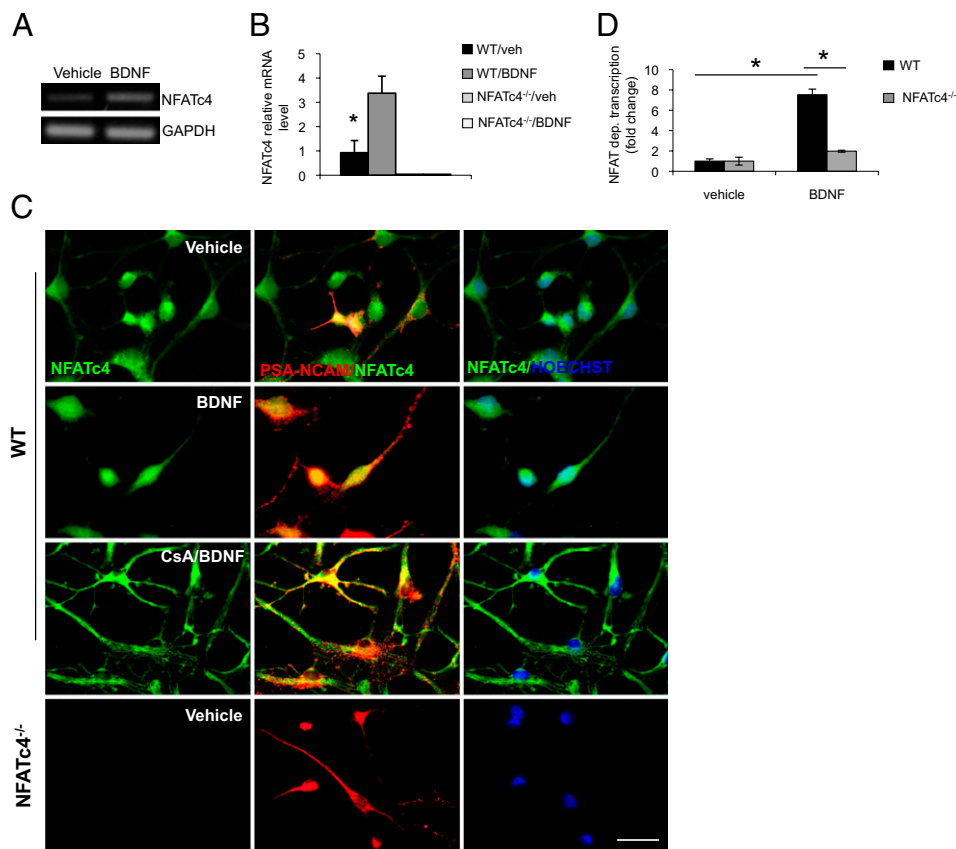 A
Vehicle BDNF
NFATc4
GAPDH
B
NFATc4 relative mRNA
level
5
4
3
2
1
0
*
WT/veh
WT/BDNF
NFATc4-/-/veh
NFATc4-/-/BDNF
D
NFAT dep. transcription
(fold change)
10
8
6
4
2
0
*
*
vehicle
BDNF
WT
NFATc4-/-
C
WT
Vehicle
NFATc4
PSA-NCAM/NFATc4
NFATc4/HOECHST
BDNF
CsA/BDNF
NFATc4-/-
Vehicle